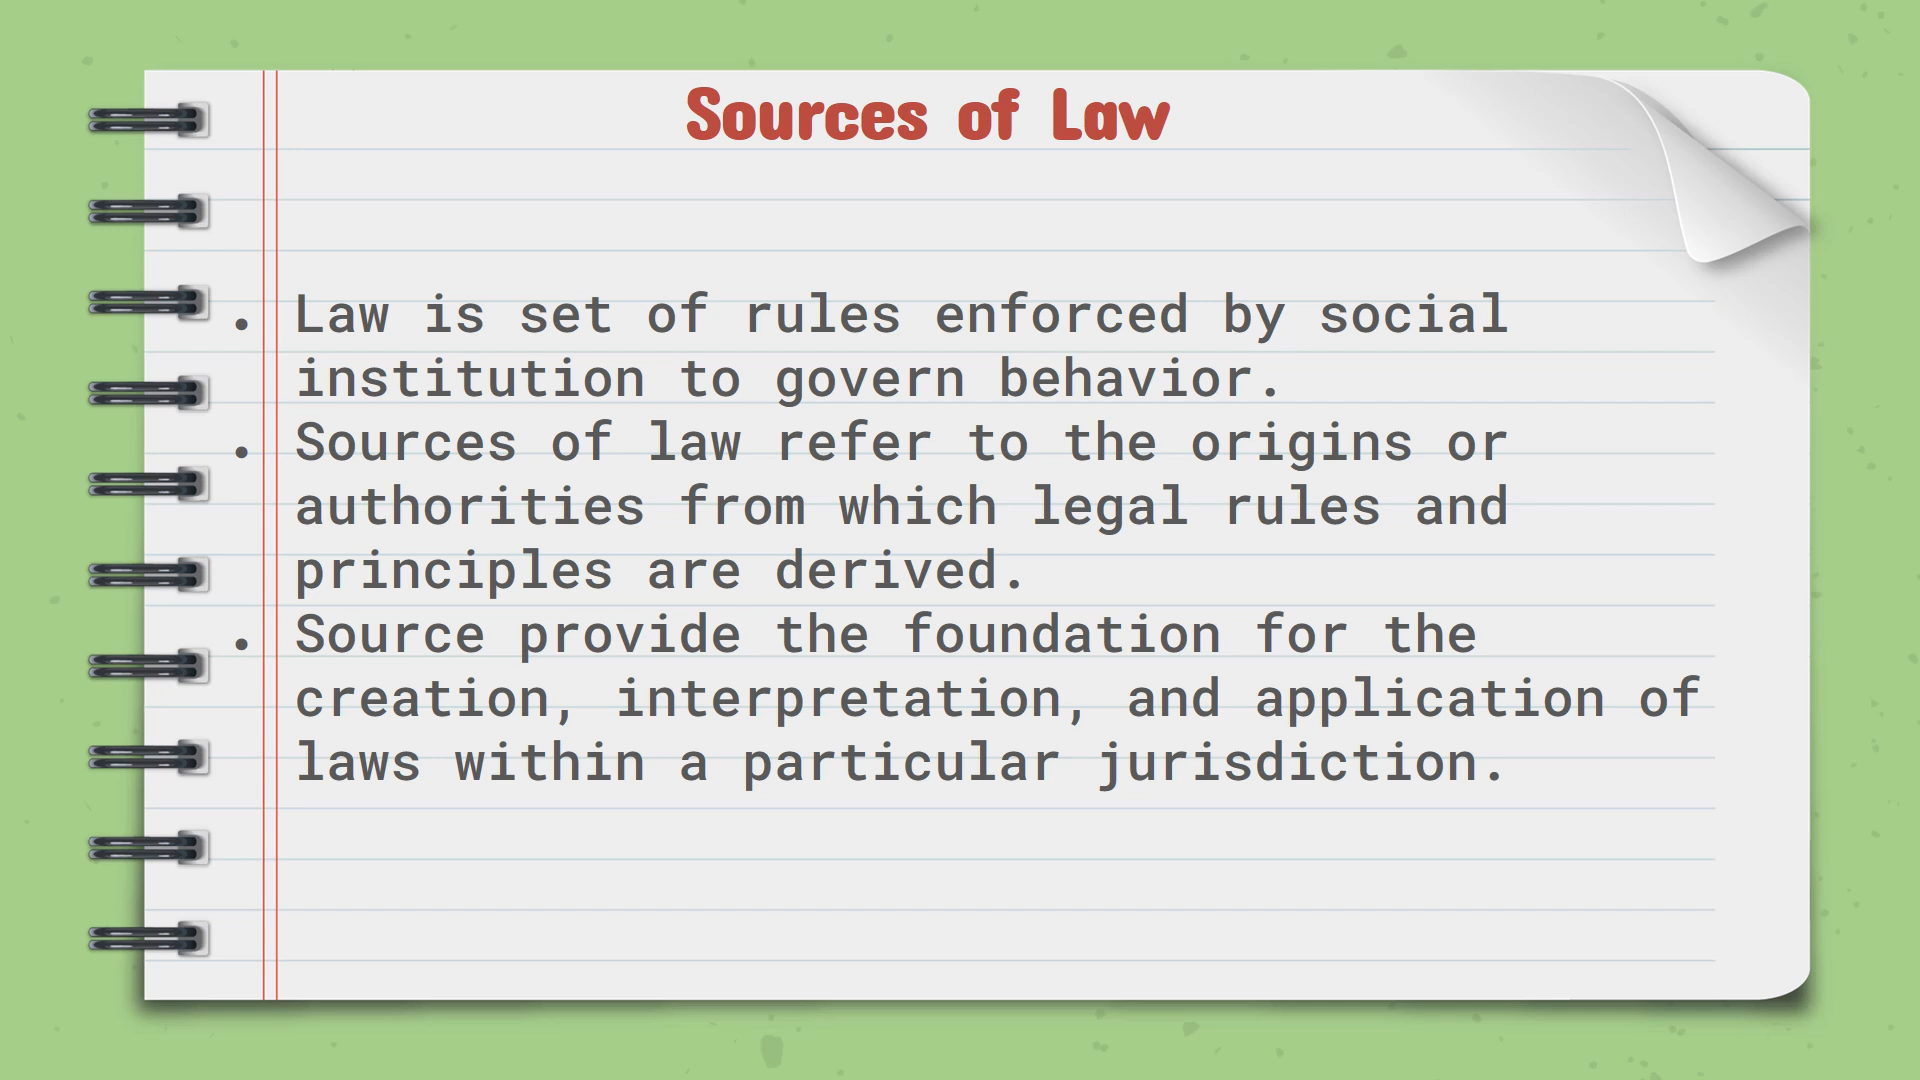 Sources of Law
• Law is set of rules enforced by social
institution to govern behavior.
• Sources of law refer to the origins or
authorities from which legal rules and
principles are derived.
• Source provide the foundation for the
creation, interpretation, and application of
laws within a particular jurisdiction.